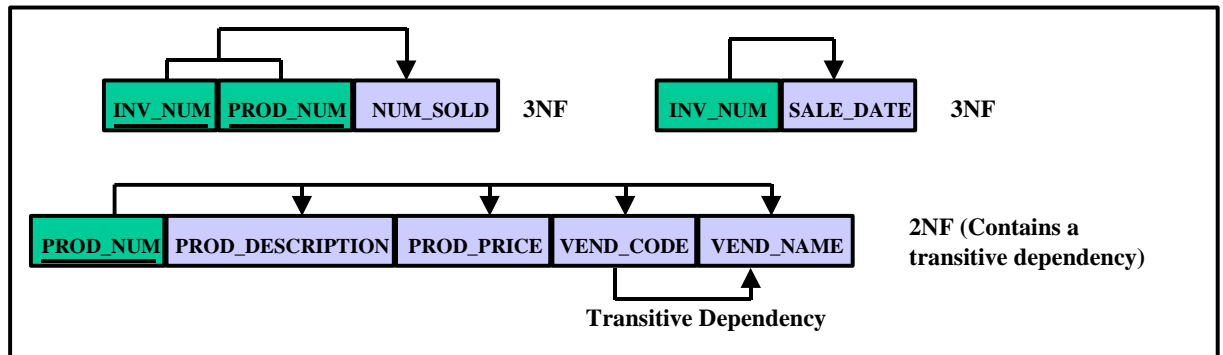 INV_NUM PROD_NUM NUM_SOLD 3NF
INV_NUM SALE_DATE 3NF
PROD_NUM PROD_DESCRIPTION PROD_PRICE VEND_CODE VEND_NAME
2NF (Contains a
transitive dependency)
Transitive Dependency